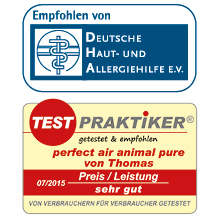 Empfohlen von
DEUTSCHE
HAUT- UND
ALLERGIEHILFE E.V.
TEST PRAKTIKER®
getestet & empfohlen
perfect air animal pure
von Thomas
Preis / Leistung
07/2015
sehr gut
VON VERBRAUCHERN FÜR VERBRAUCHER GETESTET